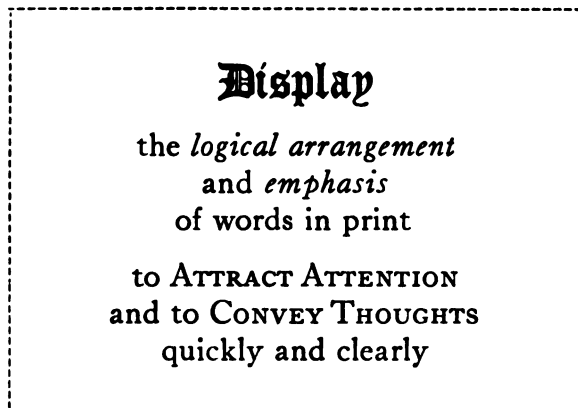 Display
the logical arrangement
and emphasis
of words in print
to Attract Attention
and to Convey Thoughts
quickly and clearly